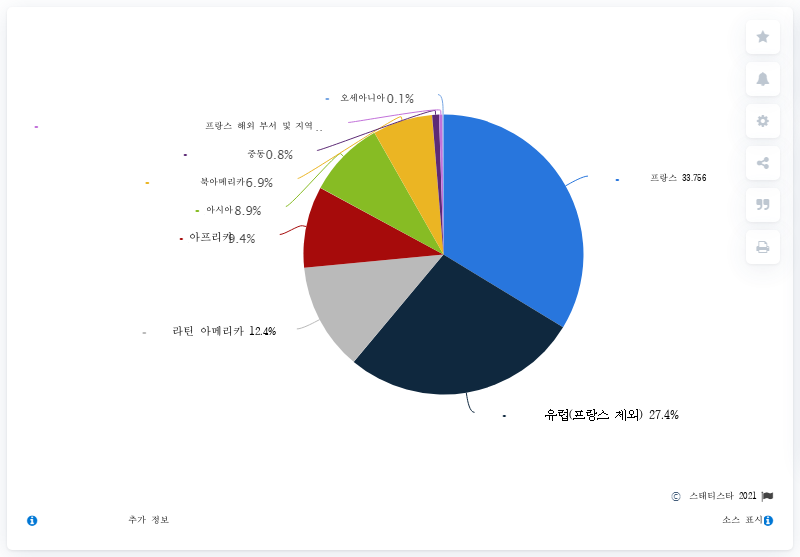 오세아니아 0.1%
프랑스 해외 부서 및 지역 ..
중동 0.8%
프랑스 33.756
북아메리카 6.9%
아시아 8.9%
아프리카 9.4%
라틴 아메리카 12.4%
유럽(프랑스 제외) 27.4%
© 스태티스타 2021
추가 정보
소스 표시